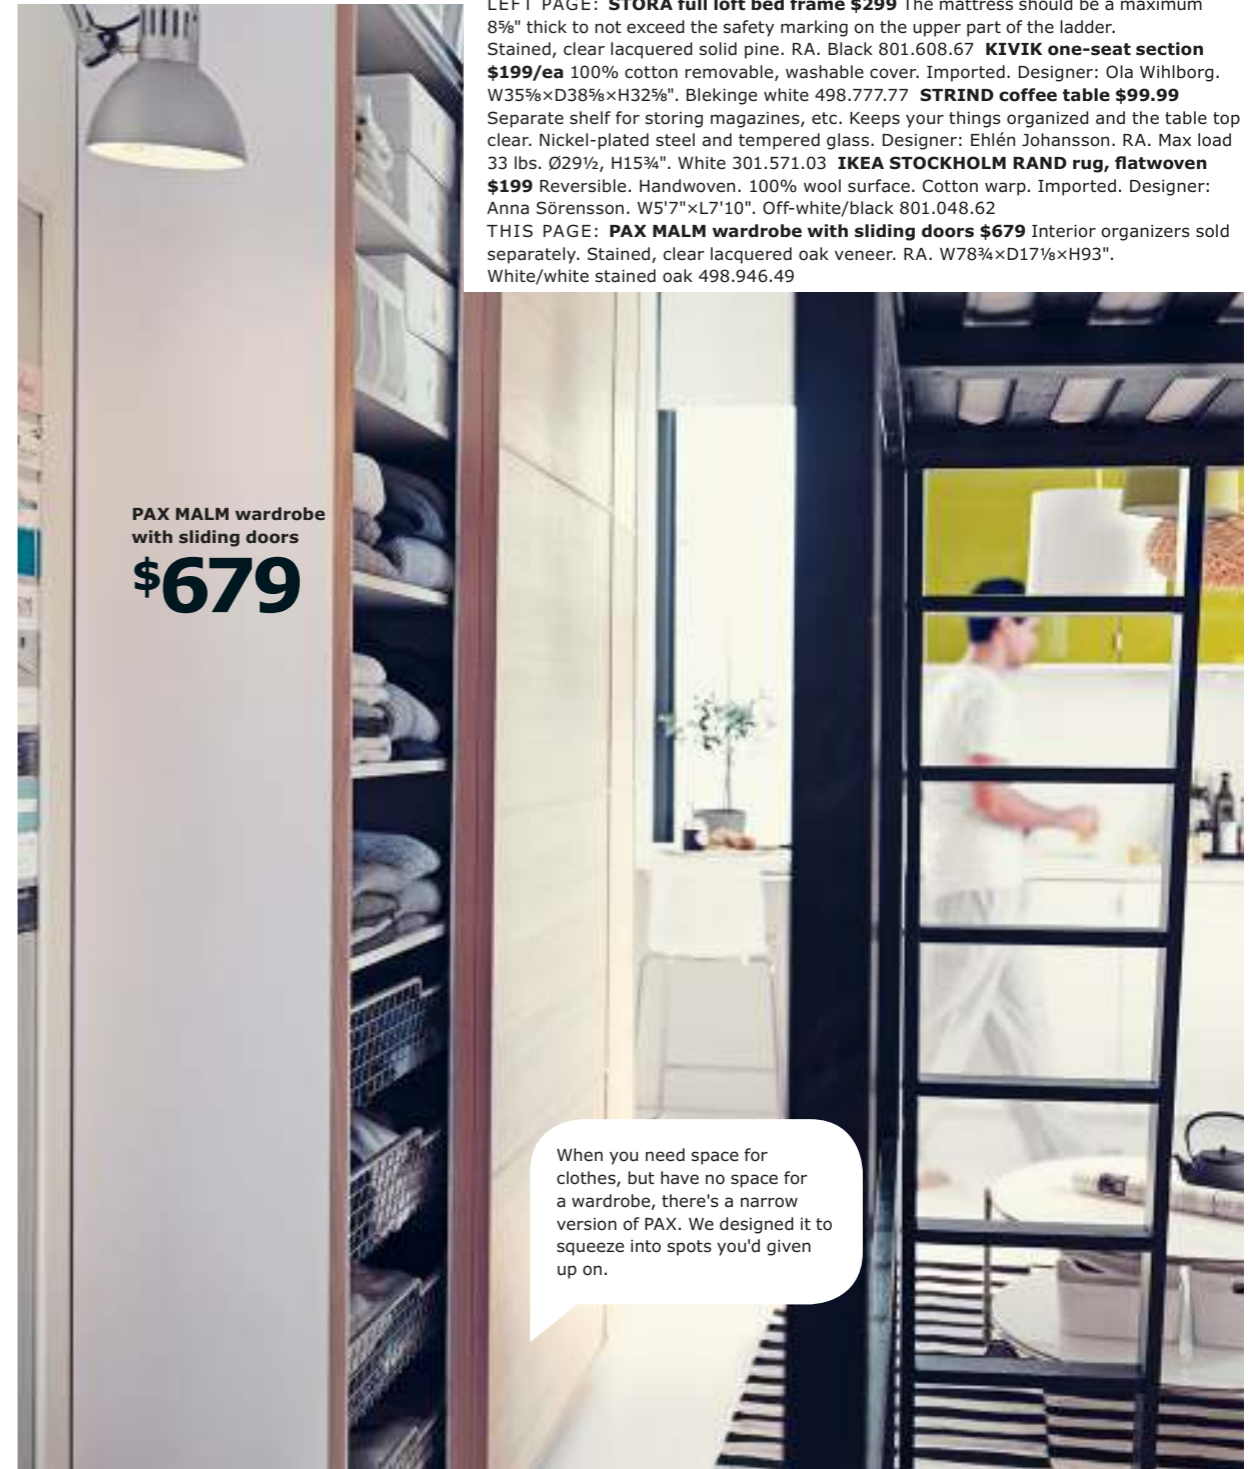 LEFT PAGE: STORÅ full loft bed frame $299 The mattress should be a maximum
8⅝" thick to not exceed the safety marking on the upper part of the ladder.
Stained, clear lacquered solid pine. RA. Black 801.608.67 KIVIK one-seat section
$199/ea 100% cotton removable, washable cover. Imported. Designer: Ola Wihlborg.
W35⅝×D38⅝×H32⅝". Blekinge white 498.777.77 STRIND coffee table $99.99
Separate shelf for storing magazines, etc. Keeps your things organized and the table top
clear. Nickel-plated steel and tempered glass. Designer: Ehlén Johansson. RA. Max load
33 lbs. Ø29½, H15¾". White 301.571.03 IKEA STOCKHOLM RAND rug, flatwoven
$199 Reversible. Handwoven. 100% wool surface. Cotton warp. Imported. Designer:
Anna Sörensson. W5'7"×L7'10". Off-white/black 801.048.62
THIS PAGE: PAX MALM wardrobe with sliding doors $679 Interior organizers sold
separately. Stained, clear lacquered oak veneer. RA. W78¾×D17⅛×H93".
White/white stained oak 498.946.49
PAX MALM wardrobe
with sliding doors
$679
When you need space for
clothes, but have no space for
a wardrobe, there's a narrow
version of PAX. We designed it to
squeeze into spots you'd given
up on.